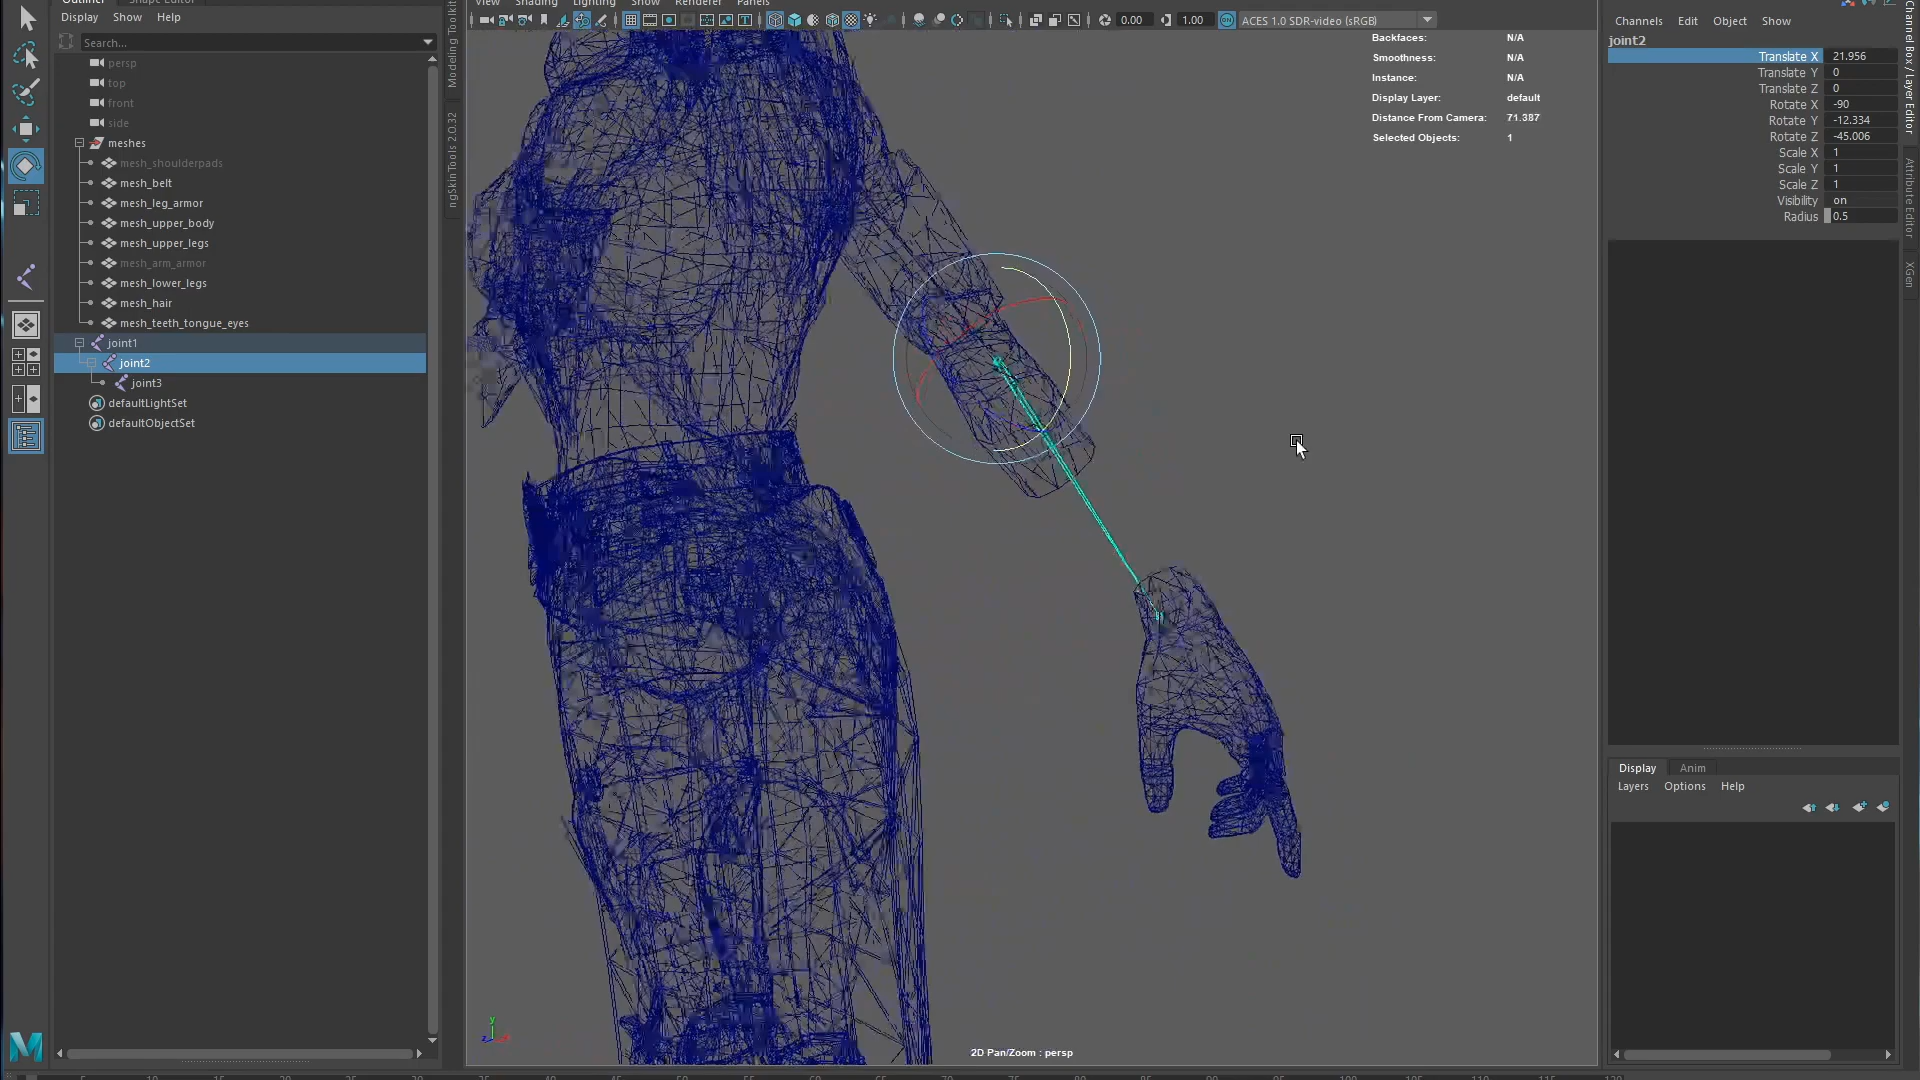 Outliner
Shape Editor
Display Show Help
Search...
persp
top
front
side
meshes
mesh_shoulderpads
mesh_belt
mesh_leg_armor
mesh_upper_body
mesh_upper_legs
mesh_arm_armor
mesh_lower_legs
mesh_hair
mesh_teeth_tongue_eyes
joint1
joint2
joint3
defaultLightSet
defaultObjectSet
Modeling Toolkit
ngSkinTools 2.0.32
View Shading Lighting Show Renderer Panels
0.00
1.00
ON
ACES 1.0 SDR-video (sRGB)
Backfaces: N/A
Smoothness: N/A
Instance: N/A
Display Layer: default
Distance From Camera: 71.387
Selected Objects: 1
y
2D Pan/Zoom : persp
Channels Edit Object Show
joint2
Translate X 21.956
Translate Y 0
Translate Z 0
Rotate X -90
Rotate Y -12.334
Rotate Z -45.006
Scale X 1
Scale Y 1
Scale Z 1
Visibility on
Radius 0.5
Channel Box / Layer Editor
Attribute Editor
XGen
Display Anim
Layers Options Help
M